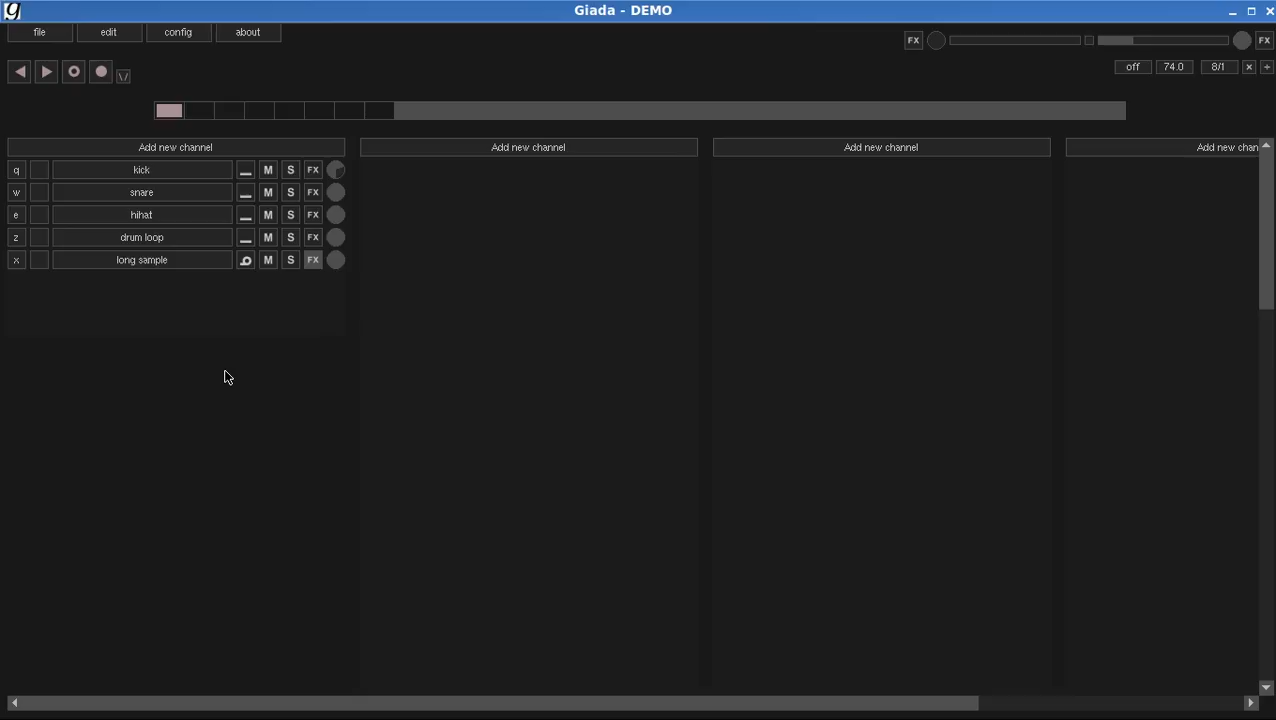 g Giada - DEMO
file edit config about
FX FX
off 74.0 8/1 × +
Add new channel Add new channel Add new channel Add new chan
q kick M S FX
w snare M S FX
e hihat M S FX
z drum loop M S FX
x long sample M S FX